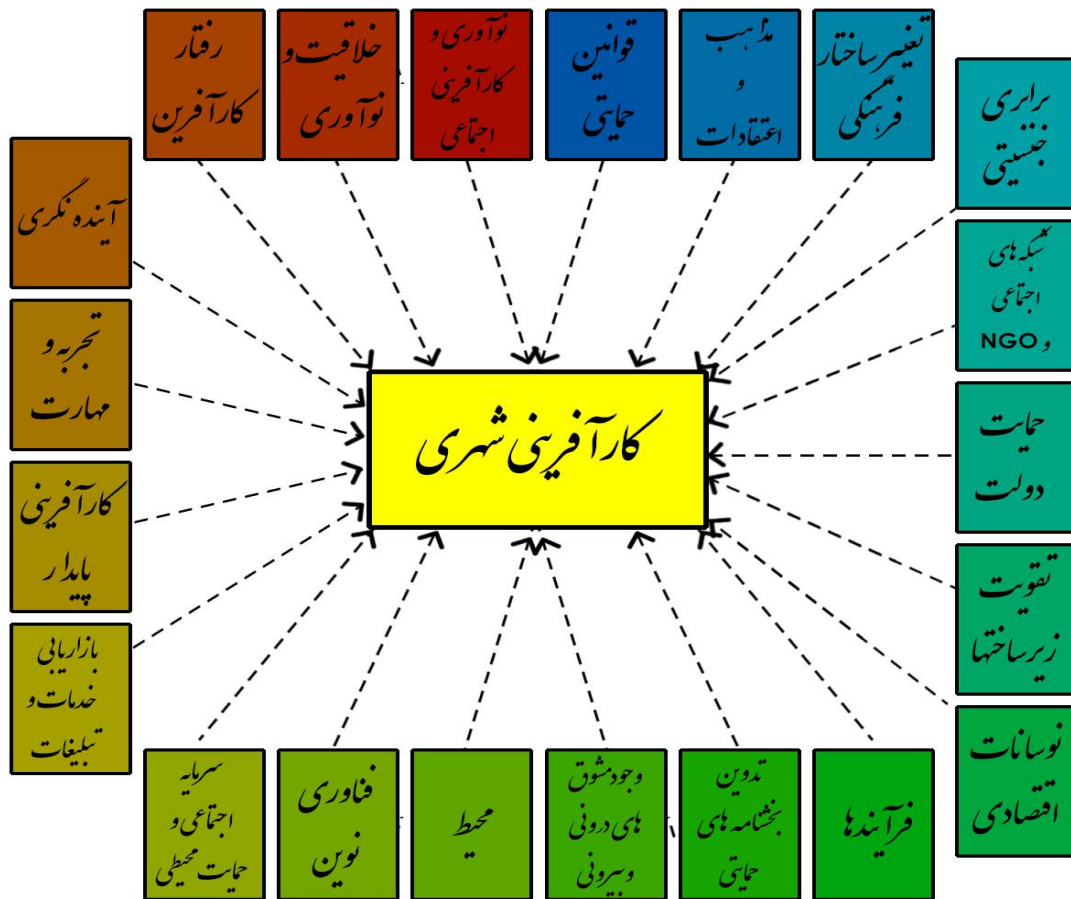 رفتار
کارآفرین
خلاقیت و
نوآوری
نوآوری و
کارآفرینی
اجتماعی
قوانین
حمایتی
مذهب
و
اعتقادات
تغییر ساختار
فرهنگی
برابری
جنسیتی
شبکه های
اجتماعی
و NGO
حمایت
دولت
تقویت
زیرساختها
نوسانات
اقتصادی
آینده نگری
تجربه و
مهارت
کارآفرینی
پایدار
بازاریابی
خدمات و
تبلیغات
کارآفرینی شهری
سرمایه
اجتماعی و
حمایت محیطی
فناوری
نوین
محیط
وجود مشوق
های درونی
و بیرونی
تدوین
بخشنامه های
حمایتی
فرآیندها